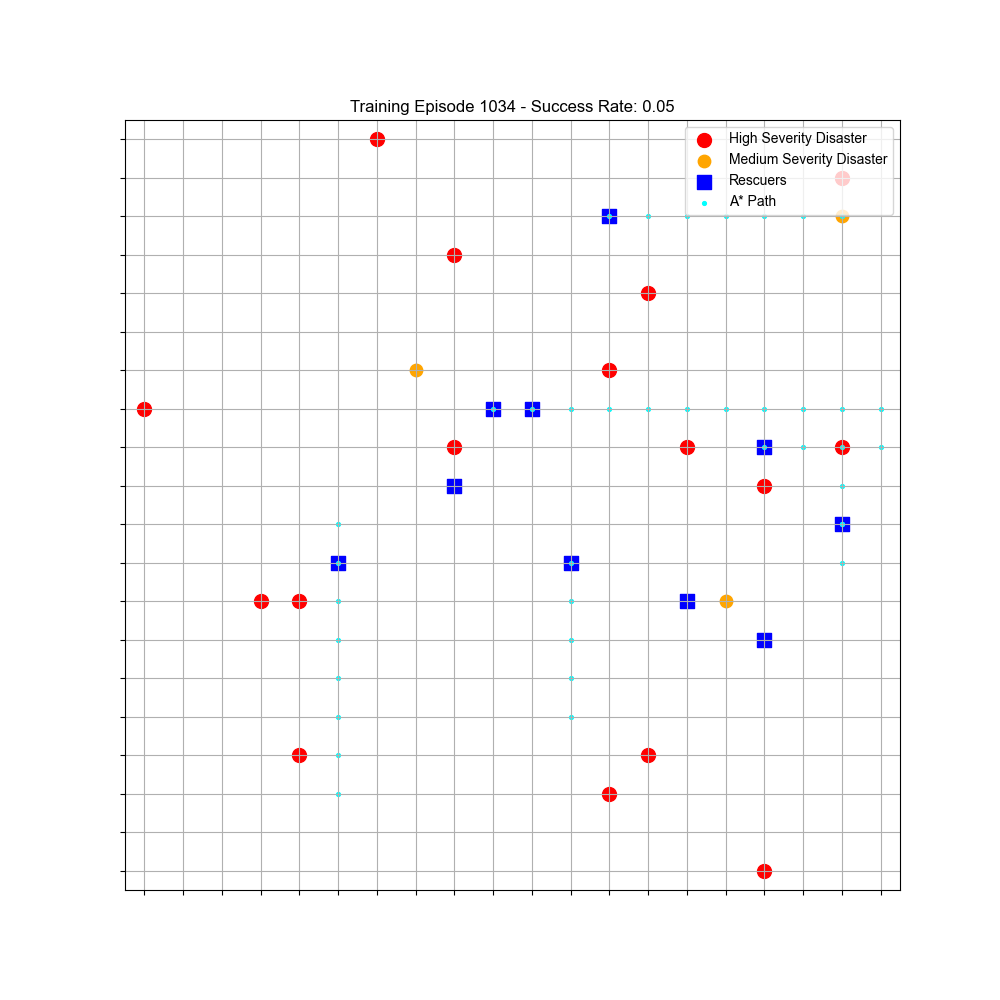 Training Episode 1034 - Success Rate: 0.05
High Severity Disaster
Medium Severity Disaster
Rescuers
A* Path